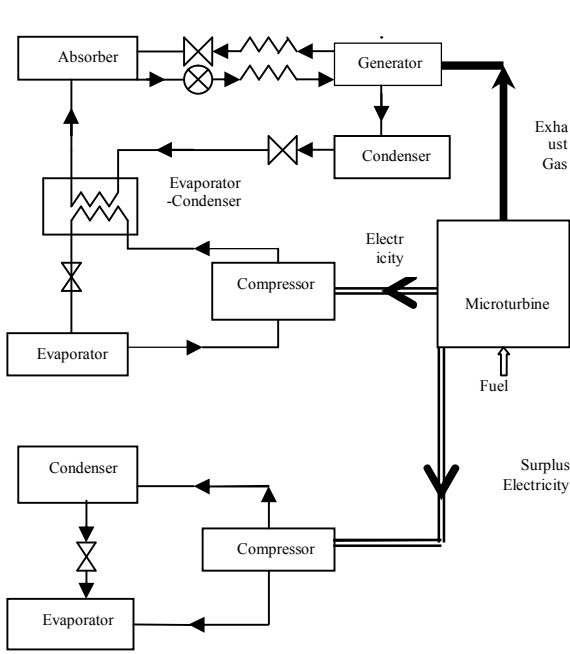 Absorber
Generator
Exha
ust
Gas
Condenser
Evaporator
-Condenser
Electr
icity
Compressor
Microturbine
Evaporator
Fuel
Condenser
Surplus
Electricity
Compressor
Evaporator